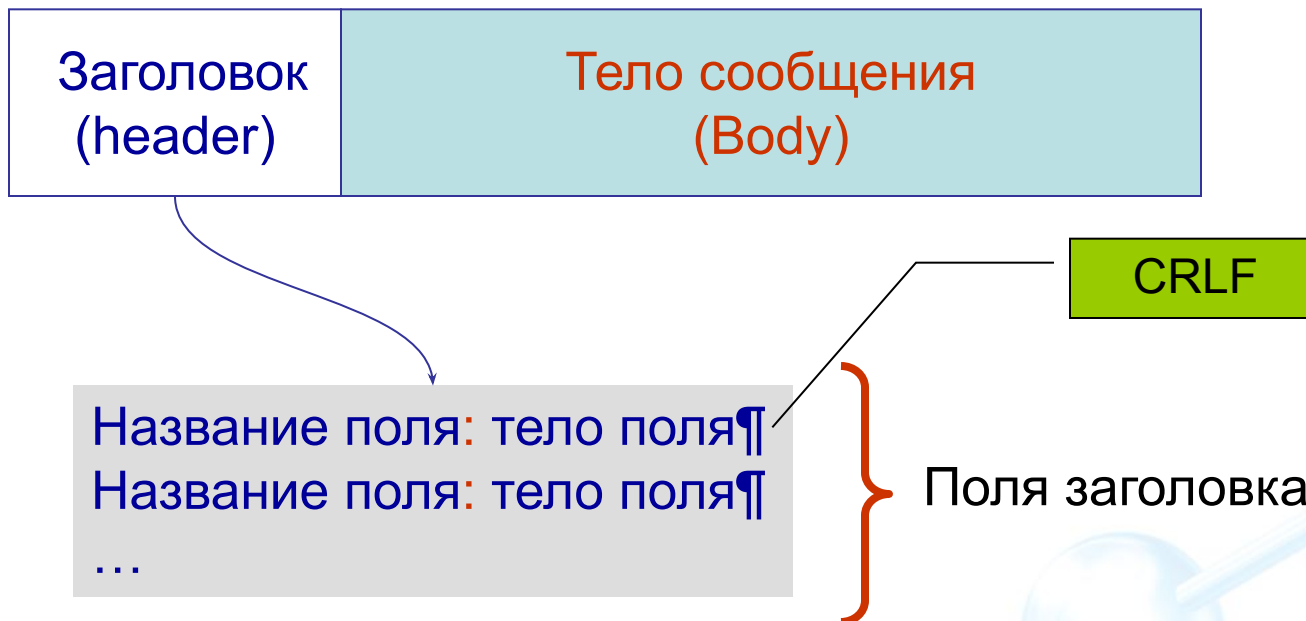 Заголовок
(header)
Тело сообщения
(Body)
CRLF
Название поля: тело поля¶
Название поля: тело поля¶
…
Поля заголовка